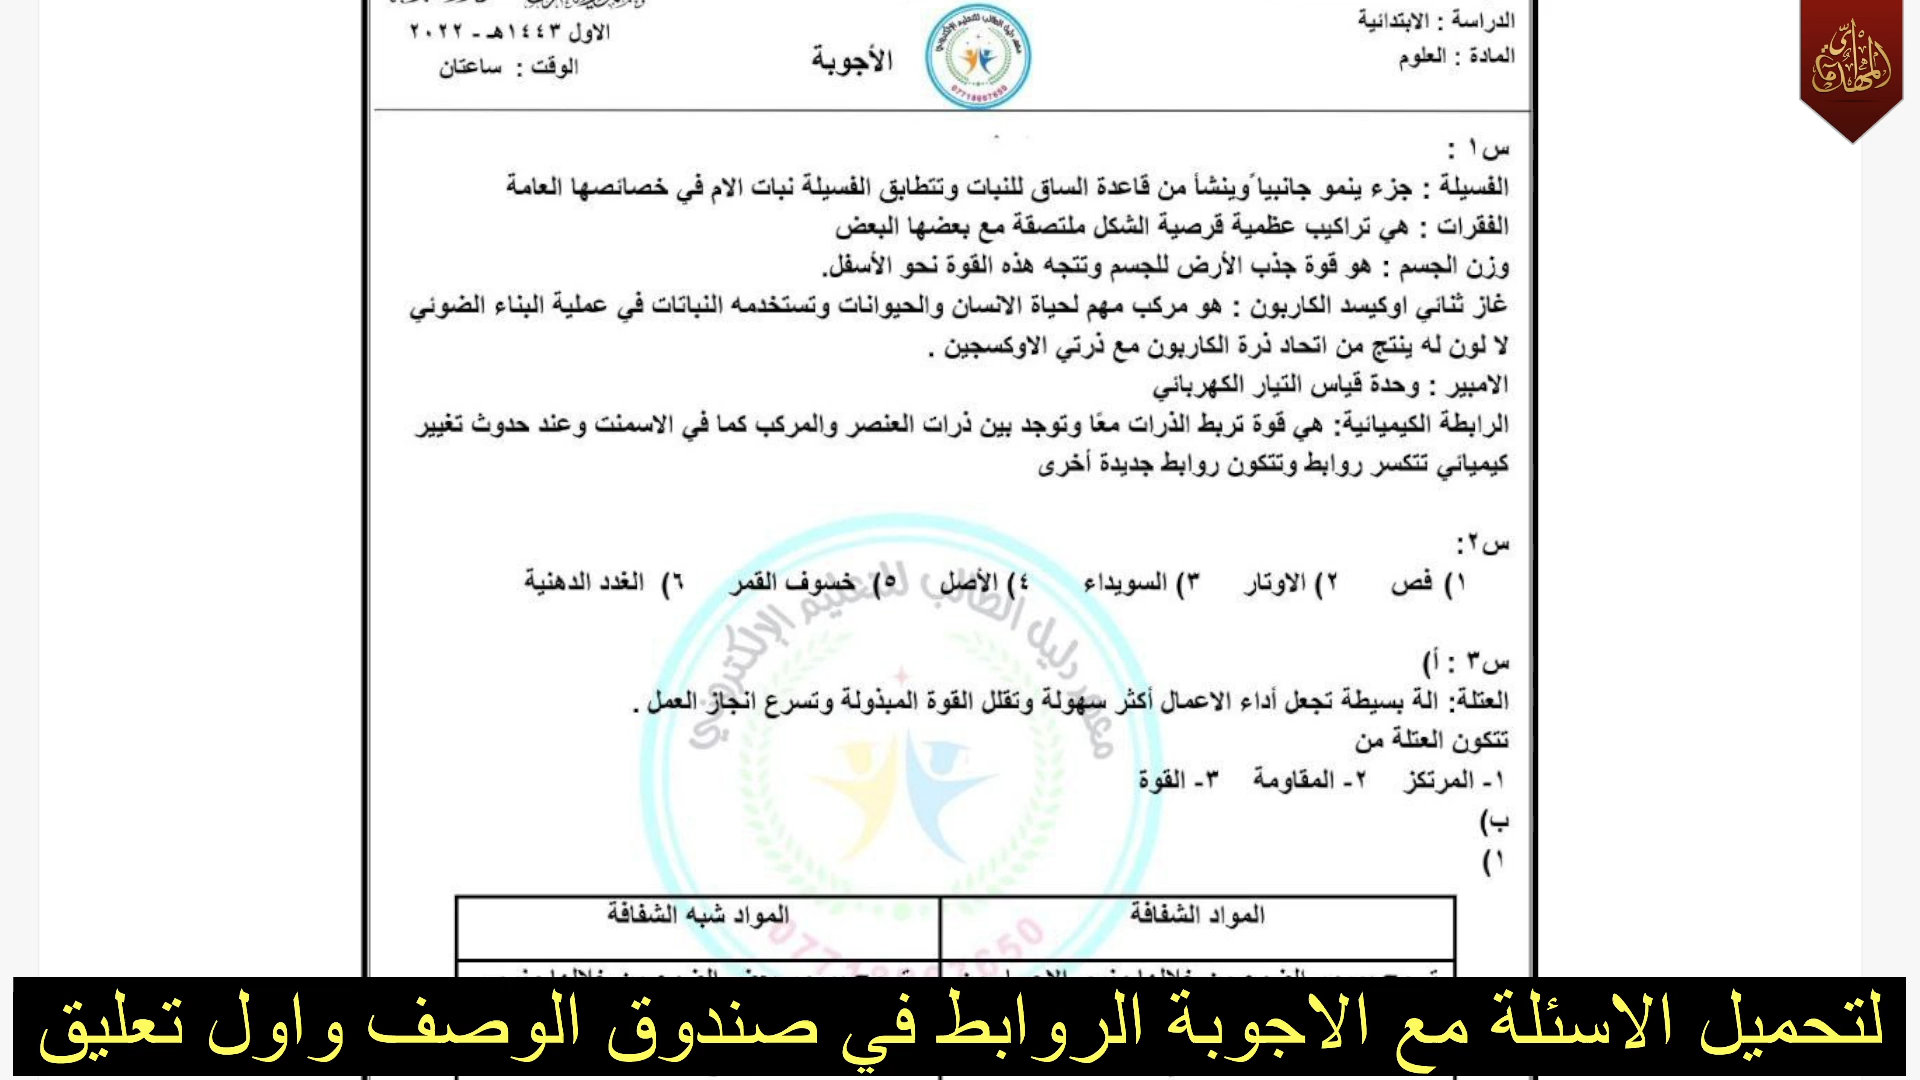 الدراسة : الابتدائية
المادة : العلوم
الأجوبة
الاول ١٤٤٣هـ - ٢٠٢٢
الوقت : ساعتان
معهد دليل الطالب للتعليم الإلكتروني
س١ :
الفسيلة : جزء ينمو جانبياً وينشأ من قاعدة الساق للنبات وتتطابق الفسيلة نبات الام في خصائصها العامة
الفقرات : هي تراكيب عظمية قرصية الشكل ملتصقة مع بعضها البعض
وزن الجسم : هو قوة جذب الأرض للجسم وتتجه هذه القوة نحو الأسفل.
غاز ثنائي اوكيسد الكاربون : هو مركب مهم لحياة الانسان والحيوانات وتستخدمه النباتات في عملية البناء الضوئي
لا لون له ينتج من اتحاد ذرة الكاربون مع ذرتي الاوكسجين .
الامبير : وحدة قياس التيار الكهربائي
الرابطة الكيميائية: هي قوة تربط الذرات معًا وتوجد بين ذرات العنصر والمركب كما في الاسمنت وعند حدوث تغيير
كيميائي تتكسر روابط وتتكون روابط جديدة أخرى
س٢:
١) فص ٢) الاوتار ٣) السويداء ٤) الأصل ٥) خسوف القمر ٦) الغدد الدهنية
س٣ : أ)
العتلة: الة بسيطة تجعل أداء الاعمال أكثر سهولة وتقلل القوة المبذولة وتسرع انجاز العمل .
تتكون العتلة من
١- المرتكز ٢- المقاومة ٣- القوة
ب)
١)
المواد الشفافة المواد شبه الشفافة
لتحميل الاسئلة مع الاجوبة الروابط في صندوق الوصف واول تعليق